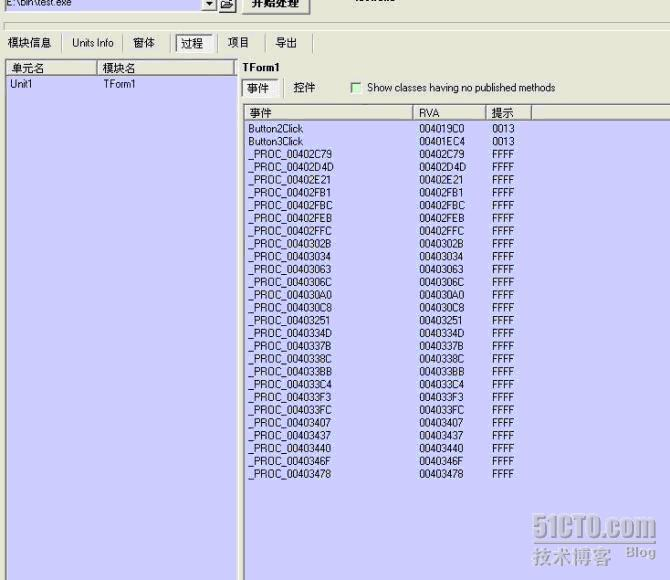 E:\bin\test.exe
开始处理
模块信息 Units Info 窗体 过程 项目 导出
单元名 模块名
Unit1 TForm1
TForm1
事件 控件 Show classes having no published methods
事件 RVA 提示
Button2Click 004019C0 0013
Button3Click 00401EC4 0013
_PROC_00402C79 00402C79 FFFF
_PROC_00402D4D 00402D4D FFFF
_PROC_00402E21 00402E21 FFFF
_PROC_00402FB1 00402FB1 FFFF
_PROC_00402FBC 00402FBC FFFF
_PROC_00402FEB 00402FEB FFFF
_PROC_00402FFC 00402FFC FFFF
_PROC_0040302B 0040302B FFFF
_PROC_00403034 00403034 FFFF
_PROC_00403063 00403063 FFFF
_PROC_0040306C 0040306C FFFF
_PROC_004030A0 004030A0 FFFF
_PROC_004030C8 004030C8 FFFF
_PROC_00403251 00403251 FFFF
_PROC_0040334D 0040334D FFFF
_PROC_0040337B 0040337B FFFF
_PROC_0040338C 0040338C FFFF
_PROC_004033BB 004033BB FFFF
_PROC_004033C4 004033C4 FFFF
_PROC_004033F3 004033F3 FFFF
_PROC_004033FC 004033FC FFFF
_PROC_00403407 00403407 FFFF
_PROC_00403437 00403437 FFFF
_PROC_00403440 00403440 FFFF
_PROC_0040346F 0040346F FFFF
_PROC_00403478 00403478 FFFF
51CTO.com
技术博客 Blog